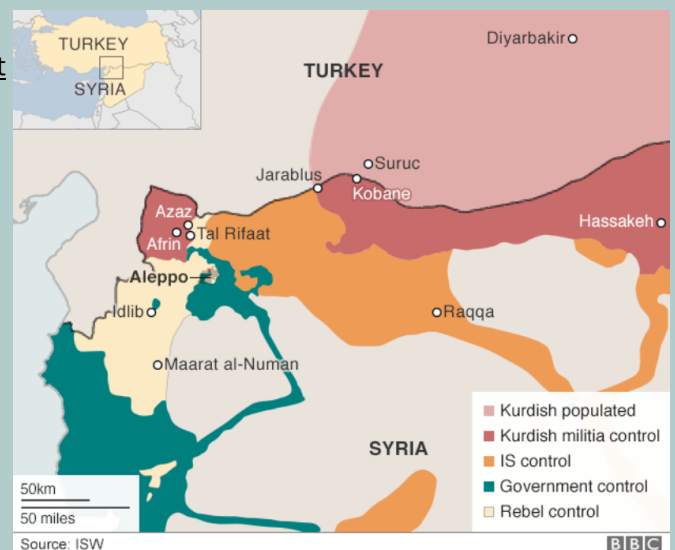 t
TURKEY
SYRIA
Diyarbakir
TURKEY
Suruc
Jarablus
Kobane
Azaz
Afrin
Tal Rifaat
Hassakeh
Aleppo
Idlib
Raqqa
Maarat al-Numan
SYRIA
Kurdish populated
Kurdish militia control
IS control
Government control
Rebel control
50km
50 miles
Source: ISW
BBC